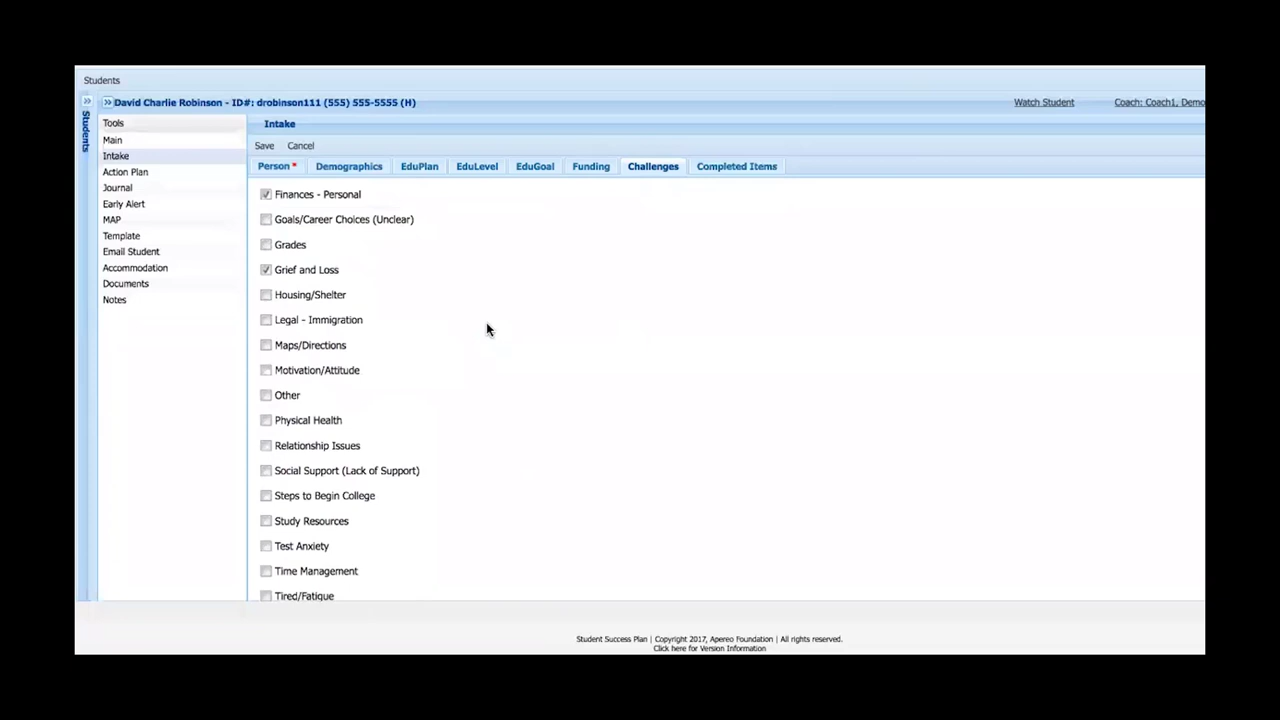 Students
David Charlie Robinson - ID#: drobinson111 (555) 555-5555 (H)
Watch Student
Coach: Coach1, Demo
Students
Tools
Main
Intake
Action Plan
Journal
Early Alert
MAP
Template
Email Student
Accommodation
Documents
Notes
Intake
Save Cancel
Person * Demographics EduPlan EduLevel EduGoal Funding Challenges Completed Items
Finances - Personal
Goals/Career Choices (Unclear)
Grades
Grief and Loss
Housing/Shelter
Legal - Immigration
Maps/Directions
Motivation/Attitude
Other
Physical Health
Relationship Issues
Social Support (Lack of Support)
Steps to Begin College
Study Resources
Test Anxiety
Time Management
Tired/Fatigue
Student Success Plan | Copyright 2017, Apereo Foundation | All rights reserved.
Click here for Version Information